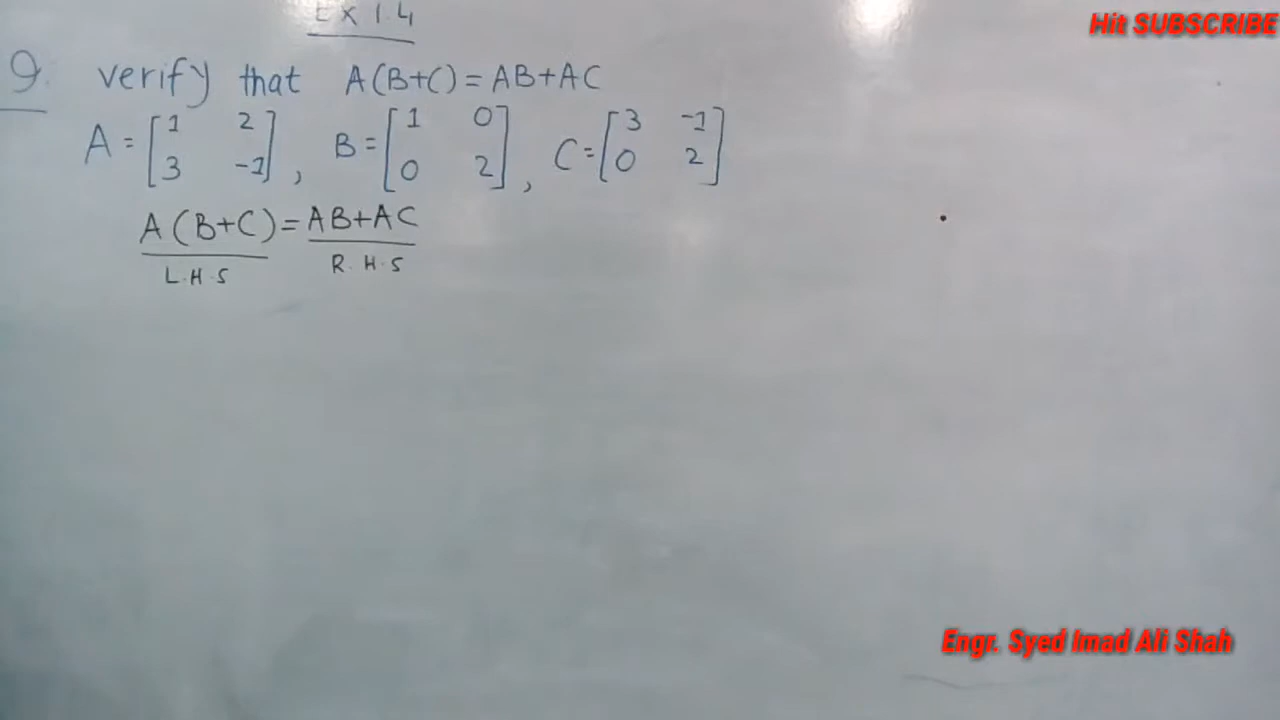 Ex 1.4
Hit SUBSCRIBE
9. verify that A(B+C) = AB+AC
A = [1 2 3 -1], B = [1 0 0 2], C = [3 -1 0 2]
A(B+C) = AB+AC
L.H.S R.H.S
Engr. Syed Imad Ali Shah